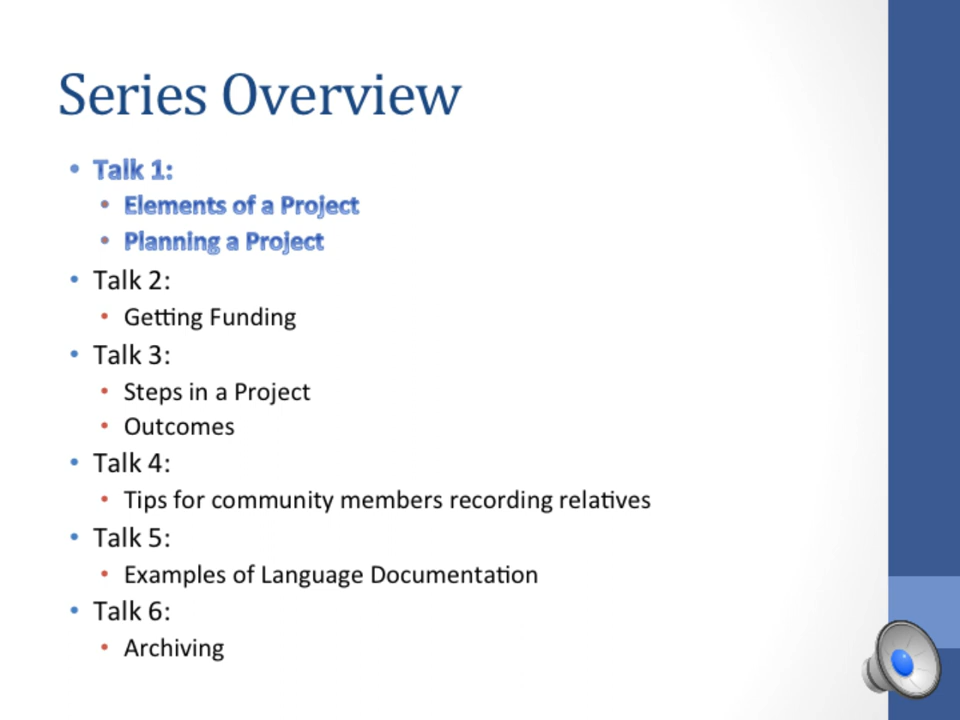 Series Overview
• Talk 1:
• Elements of a Project
• Planning a Project
• Talk 2:
• Getting Funding
• Talk 3:
• Steps in a Project
• Outcomes
• Talk 4:
• Tips for community members recording relatives
• Talk 5:
• Examples of Language Documentation
• Talk 6:
• Archiving